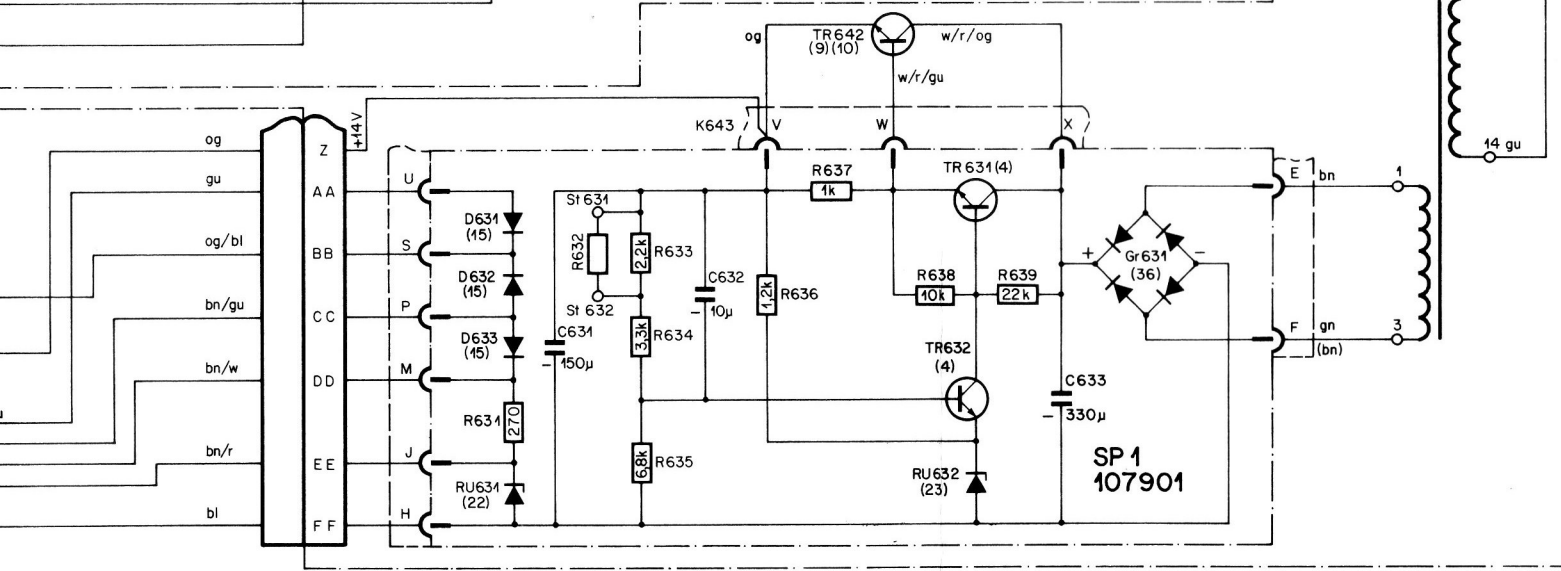 og
TR642
(9)(10)
w/r/og
w/r/gu
K643
V
W
X
+14V
og
Z
gu
AA
U
og/bl
BB
S
bn/gu
CC
P
bn/w
DD
M
bn/r
EE
J
bl
FF
H
D631
(15)
D632
(15)
D633
(15)
R631
270
RU631
(22)
St 631
R632
St 632
C631
- 150µ
2,2k
R633
3,3k
R634
6,8k
R635
C632
- 10µ
R637
1k
1,2k
R636
TR631(4)
R638
10k
R639
22k
TR632
(4)
RU632
(23)
C633
- 330µ
+
-
Gr631
(36)
SP 1
107901
E
bn
1
F
gn
(bn)
3
14 gu